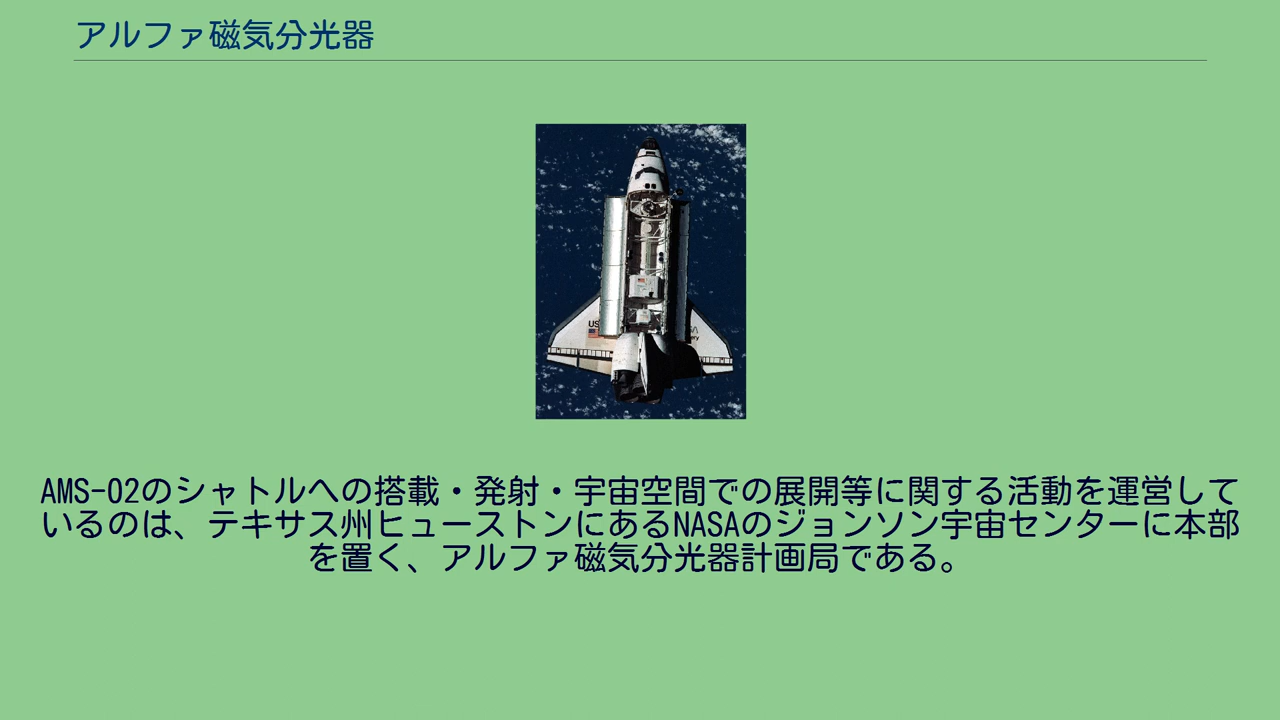 アルファ磁気分光器
US
AMS-02のシャトルへの搭載・発射・宇宙空間での展開等に関する活動を運営して
いるのは、テキサス州ヒューストンにあるNASAのジョンソン宇宙センターに本部
を置く、アルファ磁気分光器計画局である。